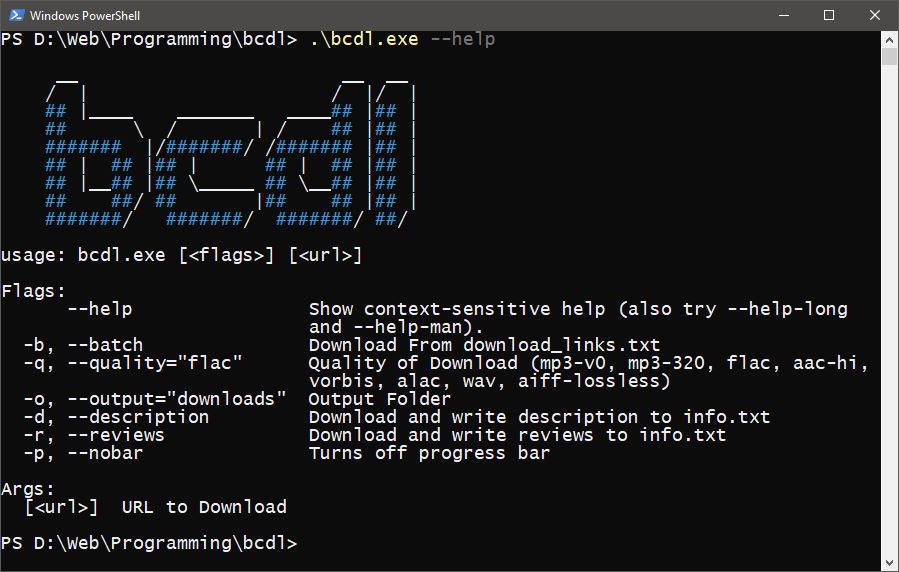 Windows PowerShell
PS D:\Web\Programming\bcdl> .\bcdl.exe --help
bcdl
usage: bcdl.exe [<flags>] [<url>]
Flags:
--help Show context-sensitive help (also try --help-long
and --help-man).
-b, --batch Download From download_links.txt
-q, --quality="flac" Quality of Download (mp3-v0, mp3-320, flac, aac-hi,
vorbis, alac, wav, aiff-lossless)
-o, --output="downloads" Output Folder
-d, --description Download and write description to info.txt
-r, --reviews Download and write reviews to info.txt
-p, --nobar Turns off progress bar
Args:
[<url>] URL to Download
PS D:\Web\Programming\bcdl>